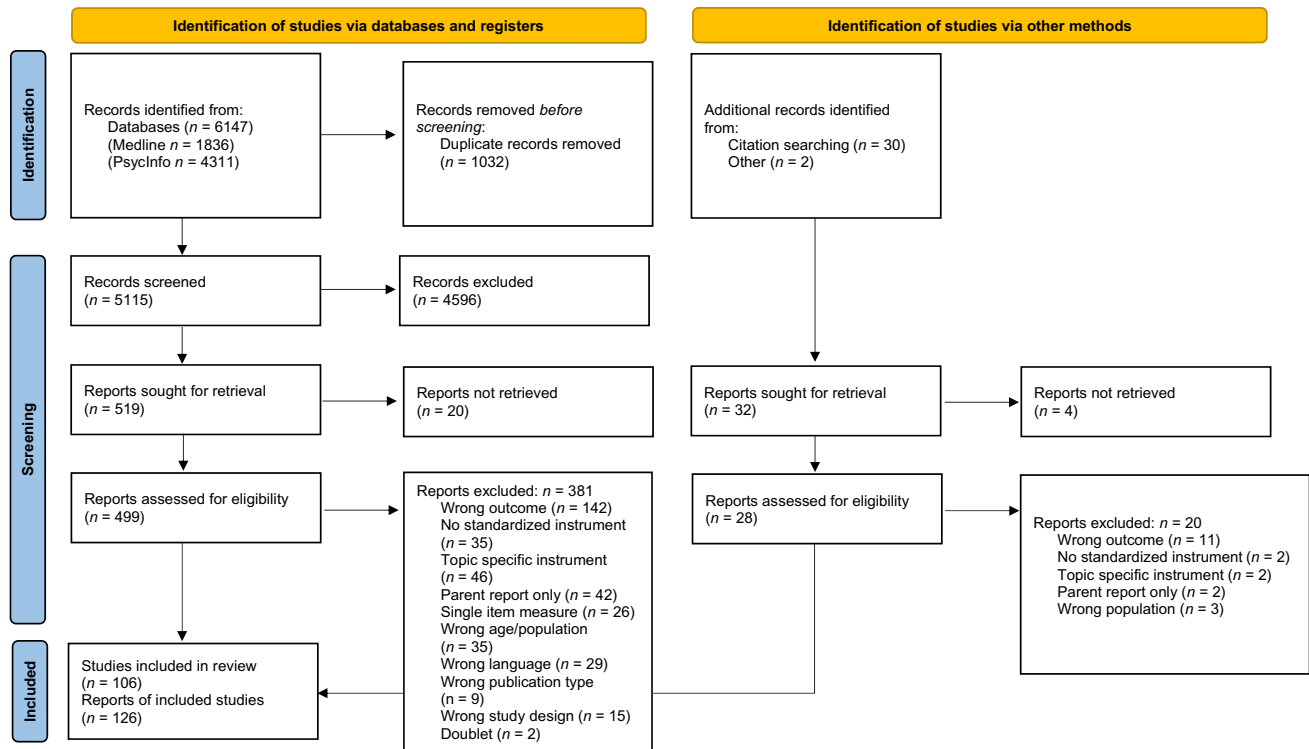 Identification of studies via databases and registers
Identification of studies via other methods
Identification
Records identified from:
Databases (n = 6147)
(Medline n = 1836)
(PsycInfo n = 4311)
Records removed before
screening:
Duplicate records removed
(n = 1032)
Additional records identified
from:
Citation searching (n = 30)
Other (n = 2)
Screening
Records screened
(n = 5115)
Records excluded
(n = 4596)
Reports sought for retrieval
(n = 519)
Reports not retrieved
(n = 20)
Reports sought for retrieval
(n = 32)
Reports not retrieved
(n = 4)
Reports assessed for eligibility
(n = 499)
Reports excluded: n = 381
Wrong outcome (n = 142)
No standardized instrument
(n = 35)
Topic specific instrument
(n = 46)
Parent report only (n = 42)
Single item measure (n = 26)
Wrong age/population
(n = 35)
Wrong language (n = 29)
Wrong publication type
(n = 9)
Wrong study design (n = 15)
Doublet (n = 2)
Reports assessed for eligibility
(n = 28)
Reports excluded: n = 20
Wrong outcome (n = 11)
No standardized instrument (n = 2)
Topic specific instrument (n = 2)
Parent report only (n = 2)
Wrong population (n = 3)
Included
Studies included in review
(n = 106)
Reports of included studies
(n = 126)